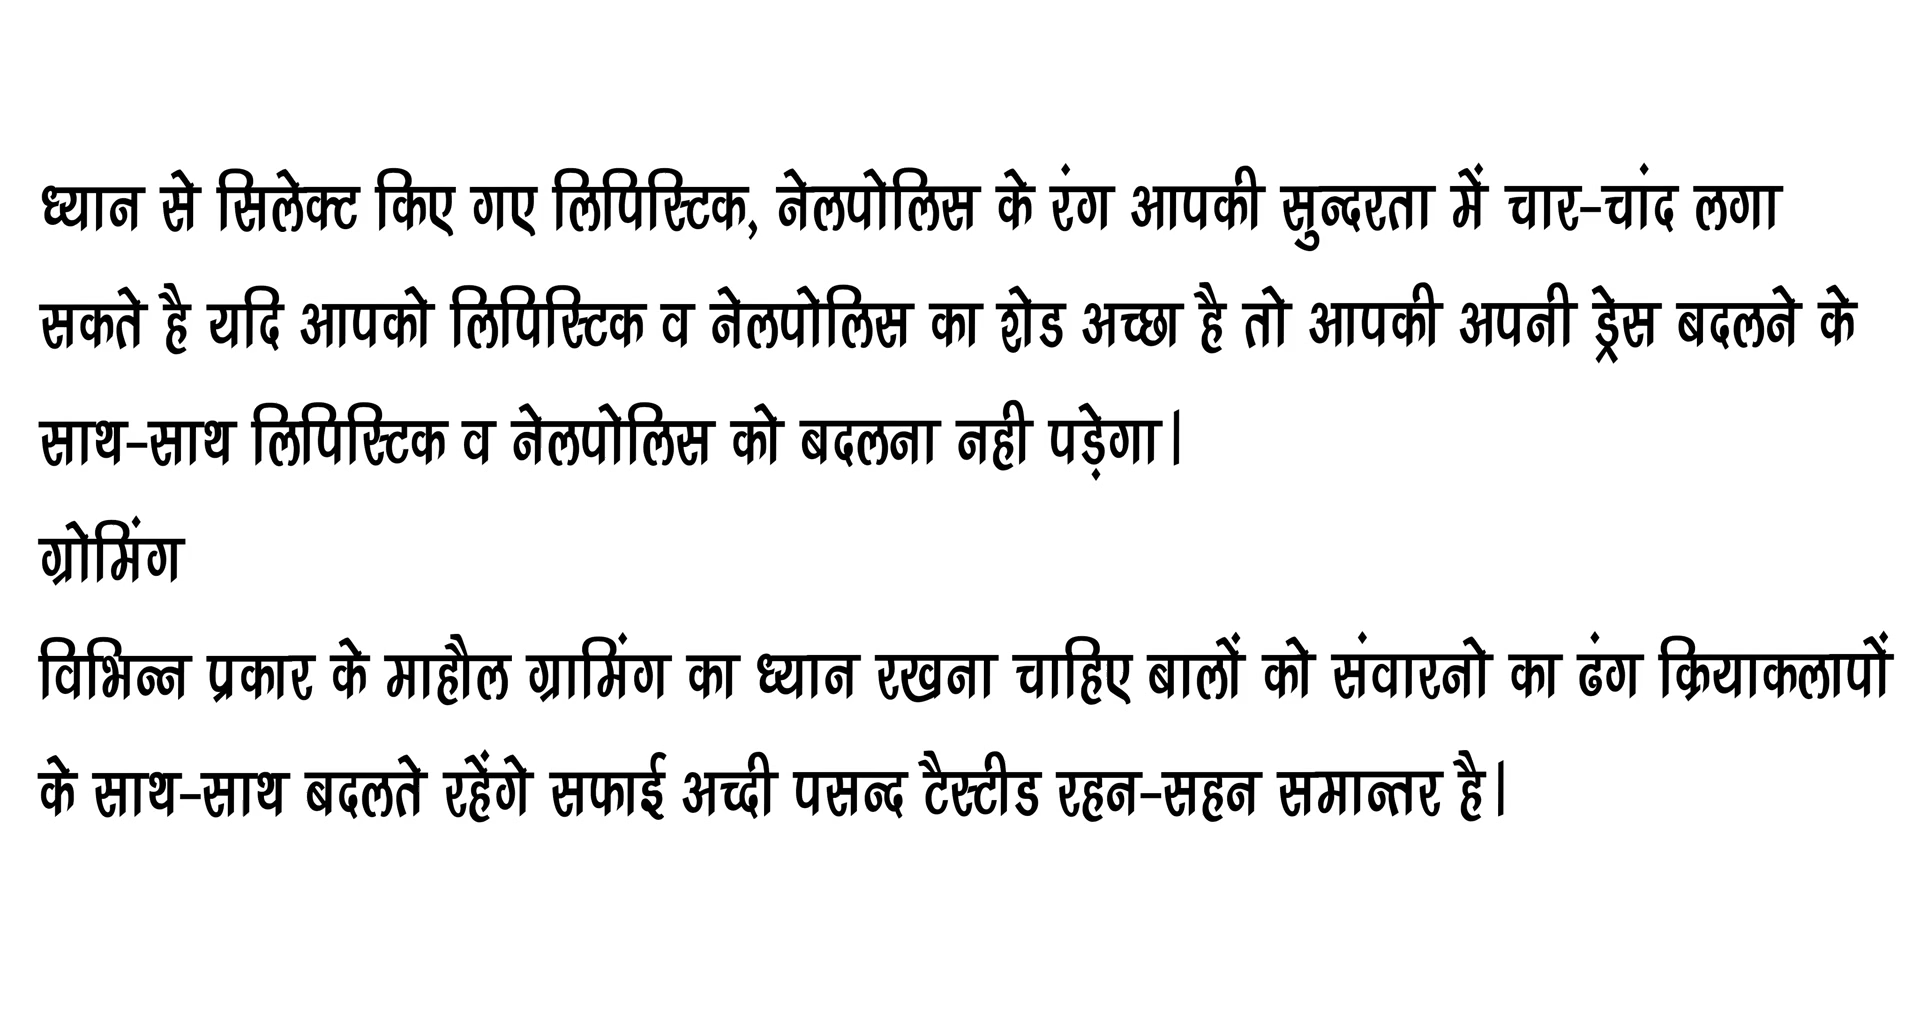 ध्यान से सिलेक्ट किए गए लिपिस्टिक, नेलपोलिस के रंग आपकी सुन्दरता में चार-चांद लगा
सकते है यदि आपको लिपिस्टिक व नेलपोलिस का शेड अच्छा है तो आपकी अपनी ड्रेस बदलने के
साथ-साथ लिपिस्टिक व नेलपोलिस को बदलना नही पड़ेगा।
ग्रोमिंग
विभिन्न प्रकार के माहौल ग्रामिंग का ध्यान रखना चाहिए बालों को संवारनो का ढंग क्रियाकलापों
के साथ-साथ बदलते रहेंगे सफाई अच्दी पसन्द टैस्टीड रहन-सहन समान्तर है।